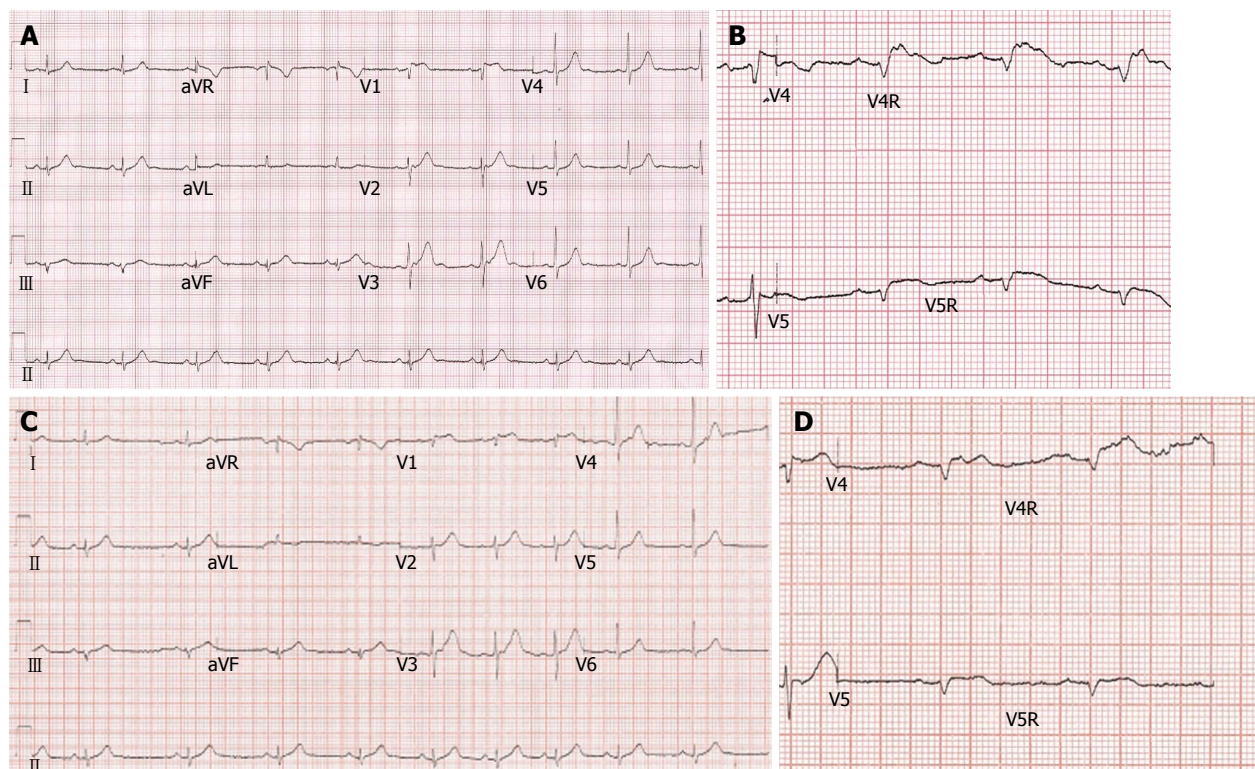 A
I aVR V1 V4
II aVL V2 V5
III aVF V3 V6
II
B
V4 V4R
V5 V5R
C
I aVR V1 V4
II aVL V2 V5
III aVF V3 V6
II
D
V4 V4R
V5 V5R